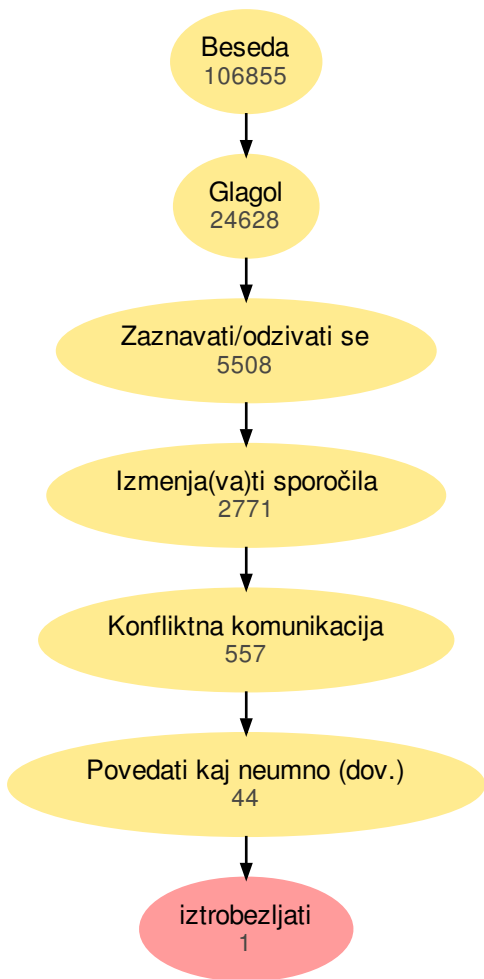 Beseda
106855
Glagol
24628
Zaznavati/odzivati se
5508
Izmenja(va)ti sporočila
2771
Konfliktna komunikacija
557
Povedati kaj neumno (dov.)
44
iztrobezljati
1